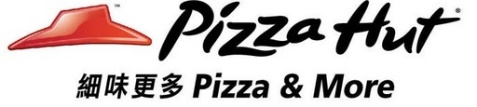 Pizza Hut
細味更多 Pizza & More